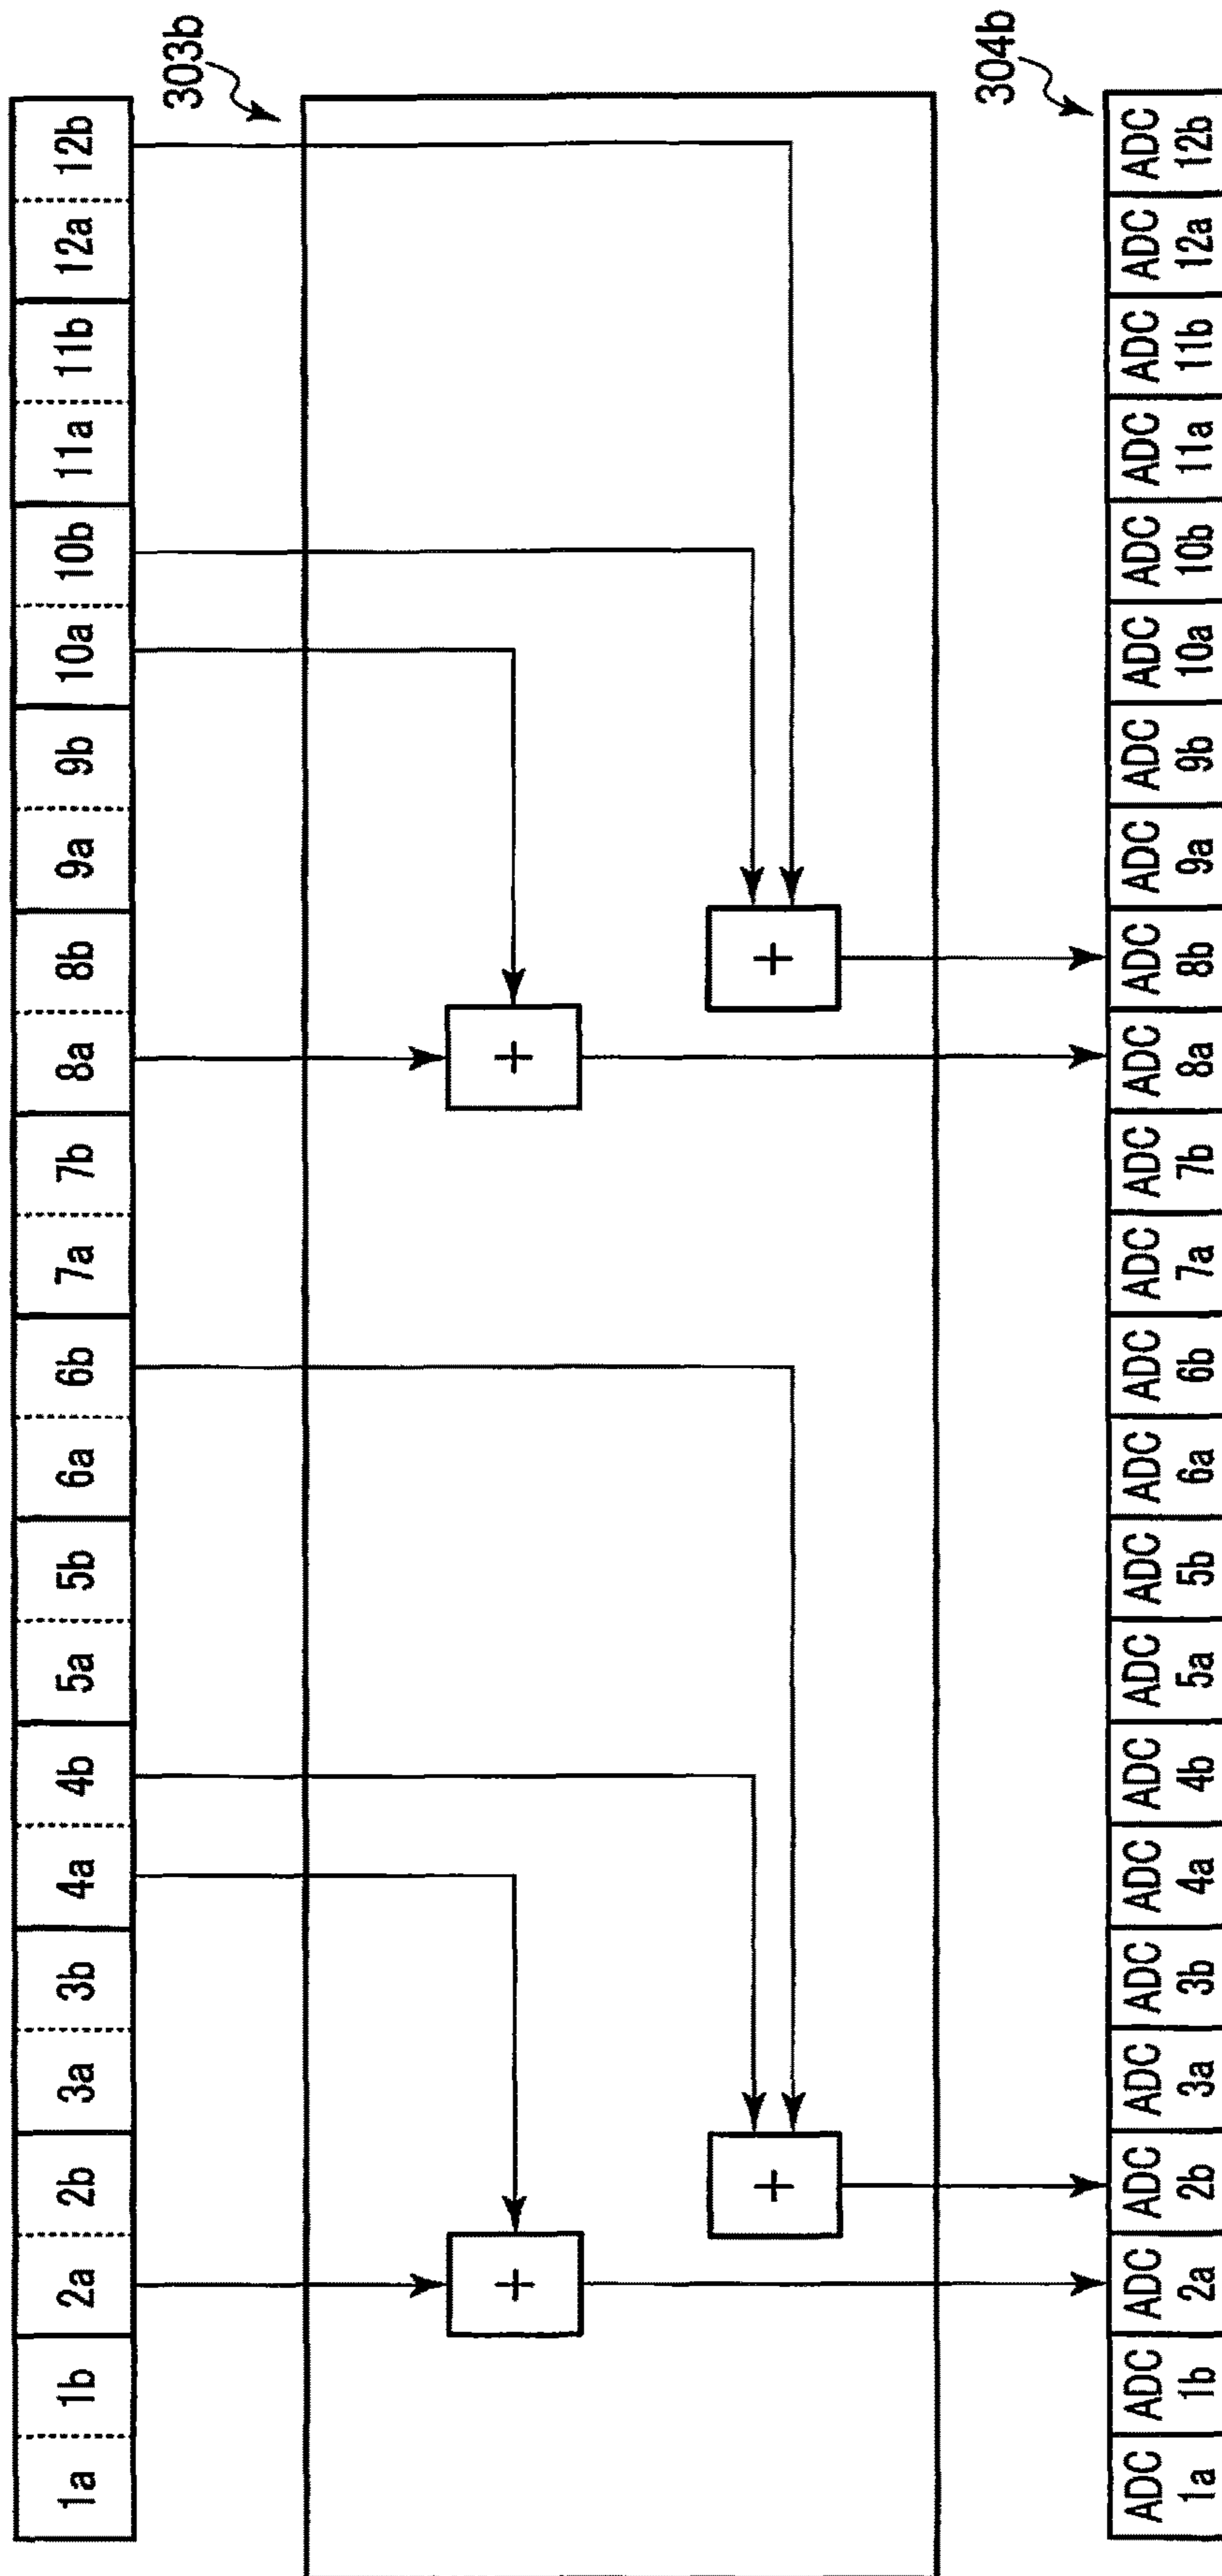 1a 1b 2a 2b 3a 3b 4a 4b 5a 5b 6a 6b 7a 7b 8a 8b 9a 9b 10a 10b 11a 11b 12a 12b
303b
+ +
+ +
304b
ADC ADC ADC ADC ADC ADC ADC ADC ADC ADC ADC ADC ADC ADC ADC ADC ADC ADC ADC ADC ADC ADC ADC ADC
1a 1b 2a 2b 3a 3b 4a 4b 5a 5b 6a 6b 7a 7b 8a 8b 9a 9b 10a 10b 11a 11b 12a 12b